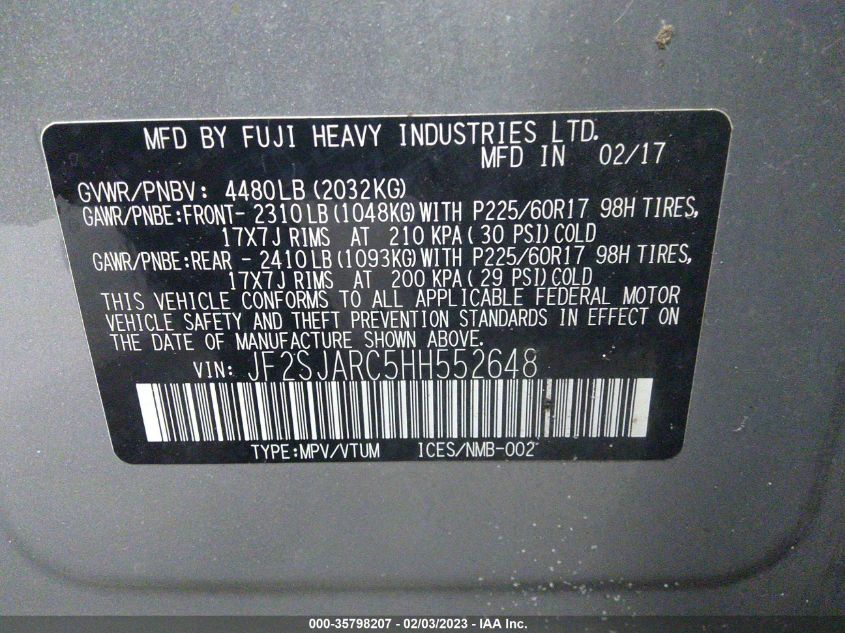 MFD BY FUJI HEAVY INDUSTRIES LTD.
MFD IN 02/17
GVWR/PNBV: 4480LB (2032KG)
GAWR/PNBE:FRONT- 2310LB (1048KG) WITH P225/60R17 98H TIRES,
17X7J RIMS AT 210 KPA ( 30 PSI) COLD
GAWR/PNBE:REAR - 2410LB (1093KG) WITH P225/60R17 98H TIRES,
17X7J RIMS AT 200 KPA ( 29 PSI) COLD
THIS VEHICLE CONFORMS TO ALL APPLICABLE FEDERAL MOTOR
VEHICLE SAFETY AND THEFT PREVENTION STANDARDS IN EFFECT ON
THE DATE OF MANUFACTURE SHOWN ABOVE.
VIN: JF2SJARC5HH552648
TYPE:MPV/VTUM ICES/NMB-002
000-35798207 - 02/03/2023 - IAA Inc.